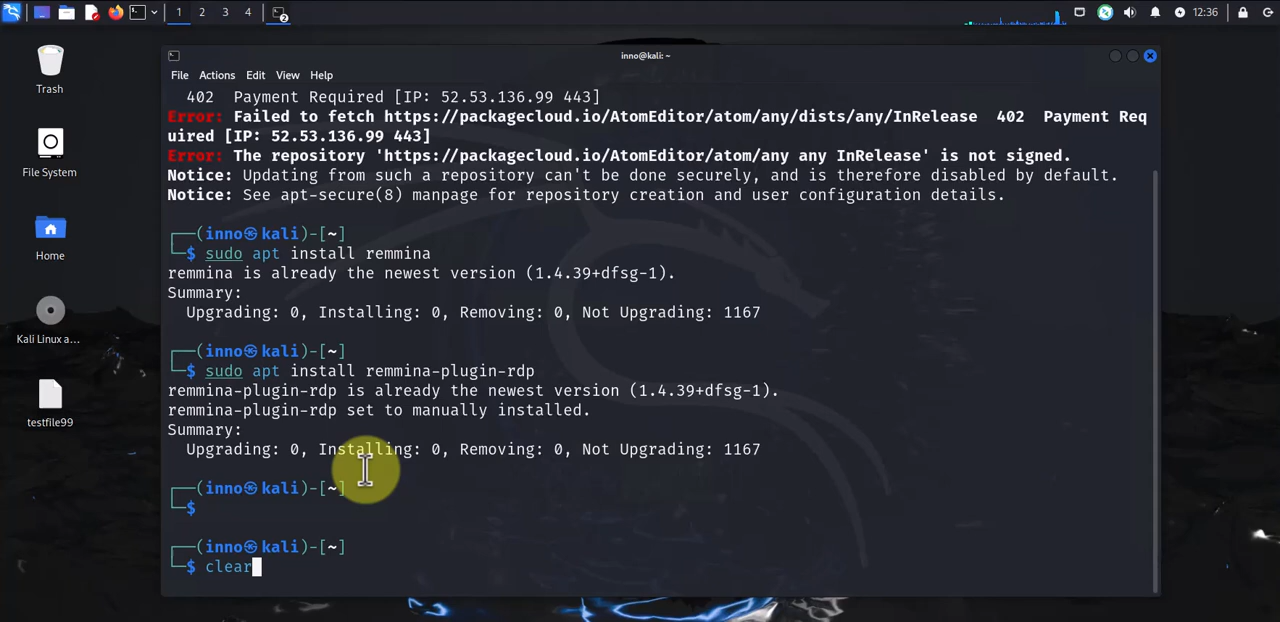 1 2 3 4
2
12:36
Trash
File System
Home
Kali Linux a...
testfile99
inno@kali: ~
File Actions Edit View Help
402  Payment Required [IP: 52.53.136.99 443]
Error: Failed to fetch https://packagecloud.io/AtomEditor/atom/any/dists/any/InRelease  402  Payment Req
uired [IP: 52.53.136.99 443]
Error: The repository 'https://packagecloud.io/AtomEditor/atom/any any InRelease' is not signed.
Notice: Updating from such a repository can't be done securely, and is therefore disabled by default.
Notice: See apt-secure(8) manpage for repository creation and user configuration details.
┌──(inno㉿kali)-[~]
└─$ sudo apt install remmina
remmina is already the newest version (1.4.39+dfsg-1).
Summary:
Upgrading: 0, Installing: 0, Removing: 0, Not Upgrading: 1167
┌──(inno㉿kali)-[~]
└─$ sudo apt install remmina-plugin-rdp
remmina-plugin-rdp is already the newest version (1.4.39+dfsg-1).
remmina-plugin-rdp set to manually installed.
Summary:
Upgrading: 0, Installing: 0, Removing: 0, Not Upgrading: 1167
┌──(inno㉿kali)-[~]
└─$
┌──(inno㉿kali)-[~]
└─$ clear